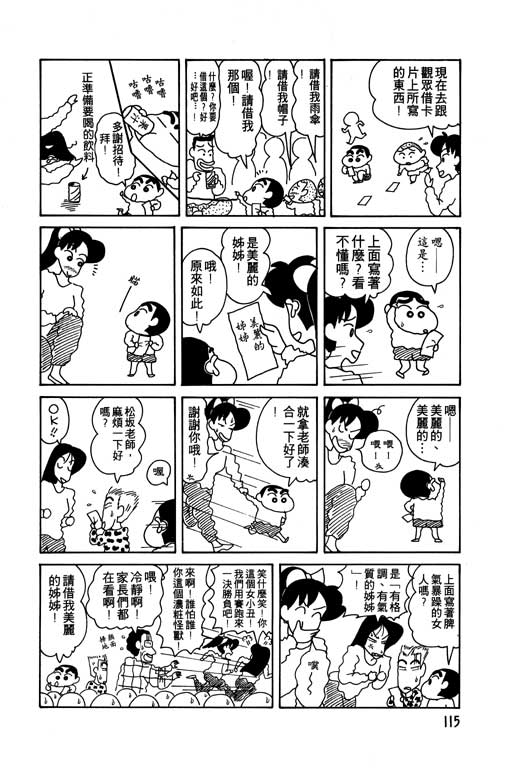 現在去跟
觀眾借卡
片上所寫
的東西!
請借我雨傘
!
請借我帽子
!
喔!請借我
那個!
什麼?你要
借這個?好
…好吧…!
咕嚕
咕嚕
果汁
多謝招待!
拜!
正準備要喝的飲料
嗯—
這是…
上面寫著
什麼?看
不懂嗎?
是美麗的
姊姊!
美麗的
姊姊
哦!
原來如此!
嗯—
美麗的、
美麗的…
喂—!
喂—
就拿老師湊
合一下好了
!
謝謝你哦!
喔
松坂老師,
麻煩一下好
嗎?
OK!!
上面寫著脾
氣暴躁的女
人嗎?
是「有格
調、有氣
質的姊姊
」!
笑什麼笑!你
這個女小丑!
我們用賽跑來
一決勝負吧!
來啊!誰怕誰!
你這個濃粧怪獸!
喂!
冷靜啊!
家長們都
在看啊!
請借我美麗
的姊姊!
115